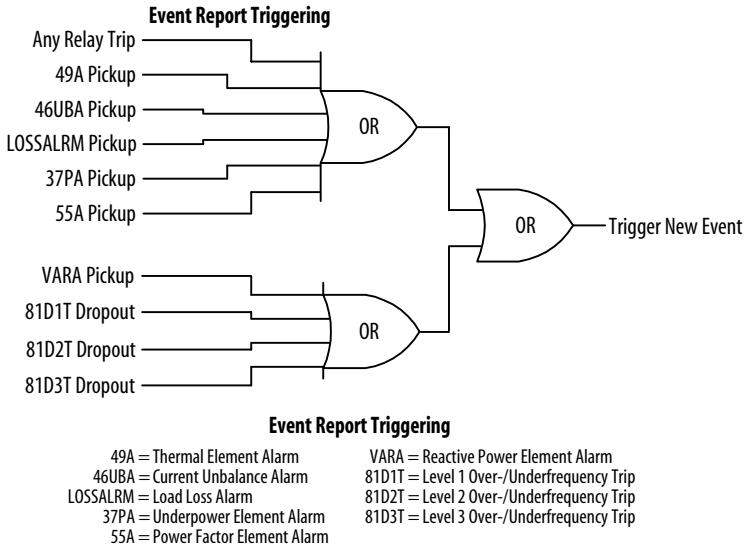 Event Report Triggering
Any Relay Trip
49A Pickup
46UBA Pickup
LOSSALRM Pickup
37PA Pickup
55A Pickup
OR
OR
Trigger New Event
VARA Pickup
81D1T Dropout
81D2T Dropout
81D3T Dropout
OR
Event Report Triggering
49A = Thermal Element Alarm
46UBA = Current Unbalance Alarm
LOSSALRM = Load Loss Alarm
37PA = Underpower Element Alarm
55A = Power Factor Element Alarm
VARA = Reactive Power Element Alarm
81D1T = Level 1 Over-/Underfrequency Trip
81D2T = Level 2 Over-/Underfrequency Trip
81D3T = Level 3 Over-/Underfrequency Trip